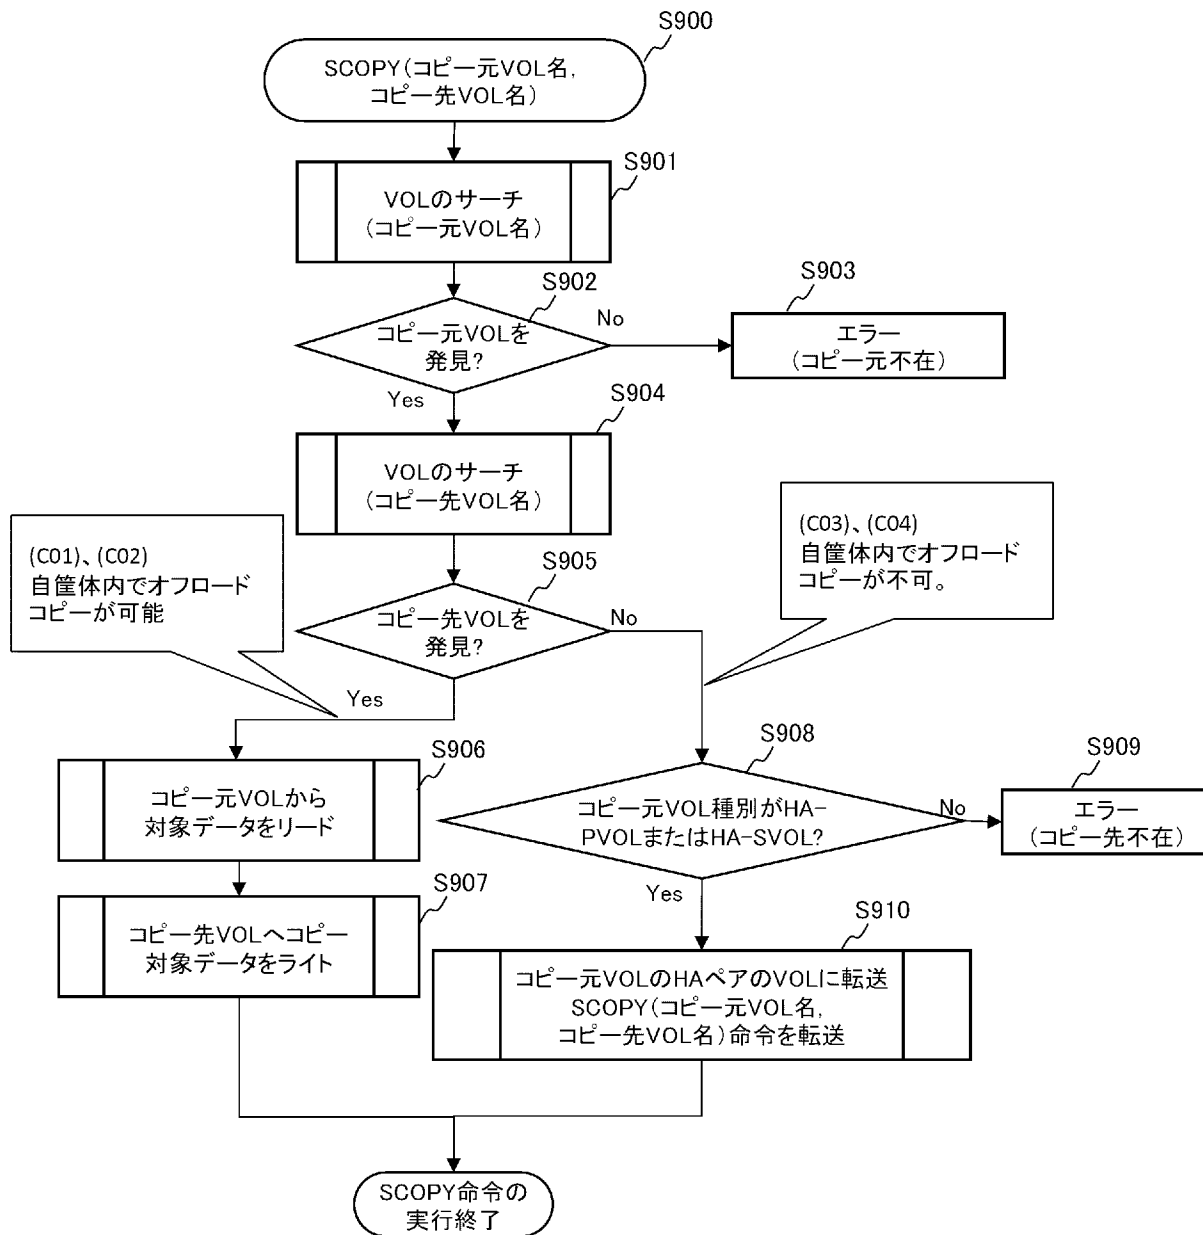 S900
SCOPY(コピー元VOL名,
コピー先VOL名)
S901
VOLのサーチ
(コピー元VOL名)
S902
コピー元VOLを
発見?
No
Yes
S903
エラー
(コピー元不在)
S904
VOLのサーチ
(コピー先VOL名)
(C01)、(C02)
自筐体内でオフロード
コピーが可能
(C03)、(C04)
自筐体内でオフロード
コピーが不可。
S905
コピー先VOLを
発見?
No
Yes
S906
コピー元VOLから
対象データをリード
S907
コピー先VOLへコピー
対象データをライト
S908
コピー元VOL種別がHA-
PVOLまたはHA-SVOL?
No
Yes
S909
エラー
(コピー先不在)
S910
コピー元VOLのHAペアのVOLに転送
SCOPY(コピー元VOL名,
コピー先VOL名)命令を転送
SCOPY命令の
実行終了